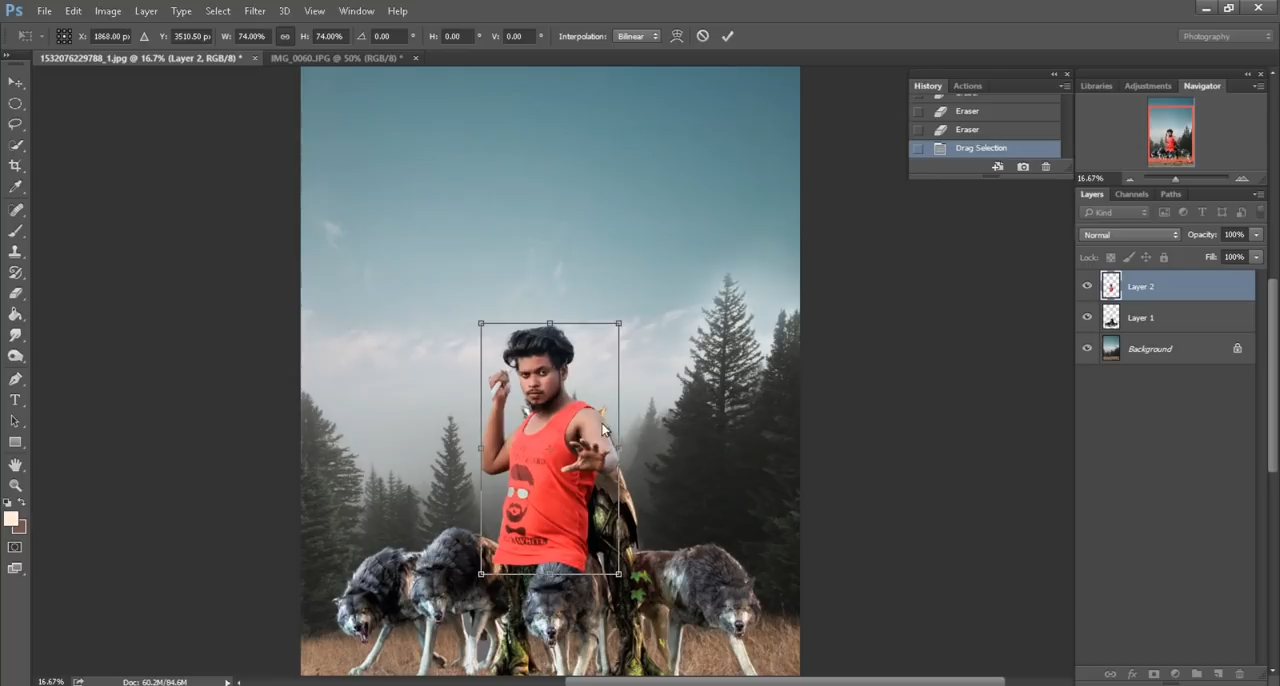 Ps File Edit Image Layer Type Select Filter 3D View Window Help
X: 1868.00 px Y: 3510.50 px W: 74.00% H: 74.00% 0.00 ° H: 0.00 ° V: 0.00 ° Interpolation: Bilinear Photography
1532076229788_1.jpg @ 16.7% (Layer 2, RGB/8) * × IMG_0060.JPG @ 50% (RGB/8) * ×
History Actions
Eraser
Eraser
Eraser
Drag Selection
Libraries Adjustments Navigator
16.67%
Layers Channels Paths
Kind
Normal Opacity: 100%
Lock: Fill: 100%
Layer 2
Layer 1
Background
16.67% Doc: 60.2M/84.6M